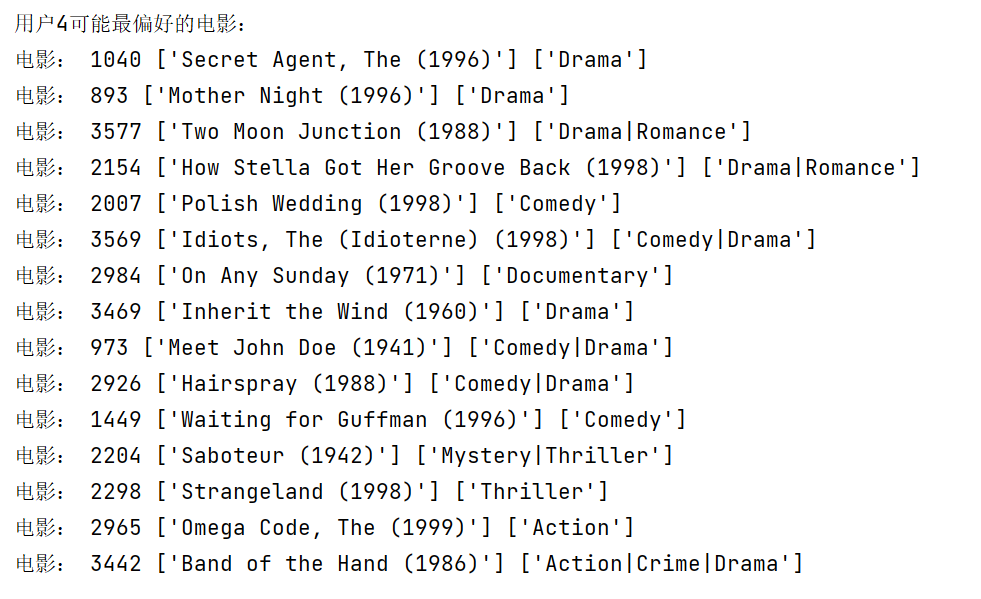 用户4可能最偏好的电影：
电影： 1040 ['Secret Agent, The (1996)'] ['Drama']
电影： 893 ['Mother Night (1996)'] ['Drama']
电影： 3577 ['Two Moon Junction (1988)'] ['Drama|Romance']
电影： 2154 ['How Stella Got Her Groove Back (1998)'] ['Drama|Romance']
电影： 2007 ['Polish Wedding (1998)'] ['Comedy']
电影： 3569 ['Idiots, The (Idioterne) (1998)'] ['Comedy|Drama']
电影： 2984 ['On Any Sunday (1971)'] ['Documentary']
电影： 3469 ['Inherit the Wind (1960)'] ['Drama']
电影： 973 ['Meet John Doe (1941)'] ['Comedy|Drama']
电影： 2926 ['Hairspray (1988)'] ['Comedy|Drama']
电影： 1449 ['Waiting for Guffman (1996)'] ['Comedy']
电影： 2204 ['Saboteur (1942)'] ['Mystery|Thriller']
电影： 2298 ['Strangeland (1998)'] ['Thriller']
电影： 2965 ['Omega Code, The (1999)'] ['Action']
电影： 3442 ['Band of the Hand (1986)'] ['Action|Crime|Drama']